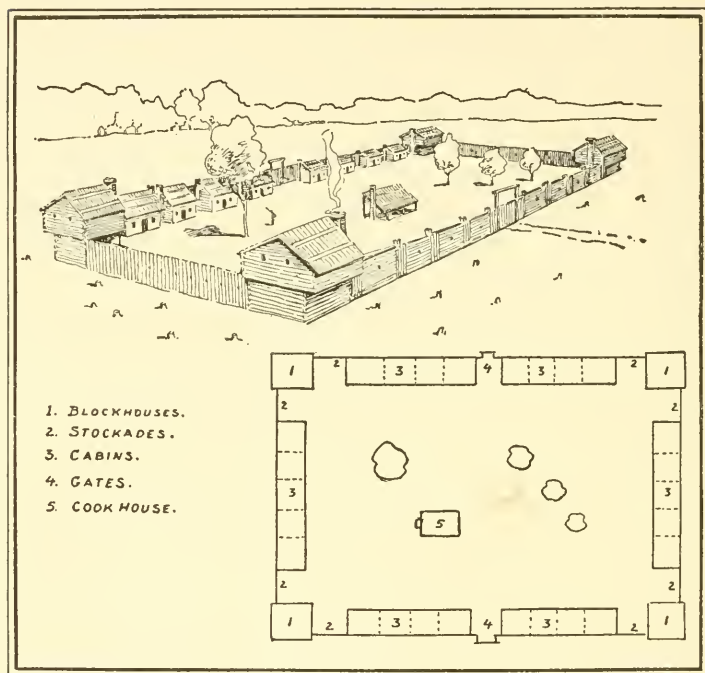 1. BLOCKHOUSES.
2. STOCKADES.
3. CABINS.
4. GATES.
5. COOK HOUSE.
1 2 3 4 3 2 1
2 2
3 3
5
2 2
1 2 3 4 3 2 1